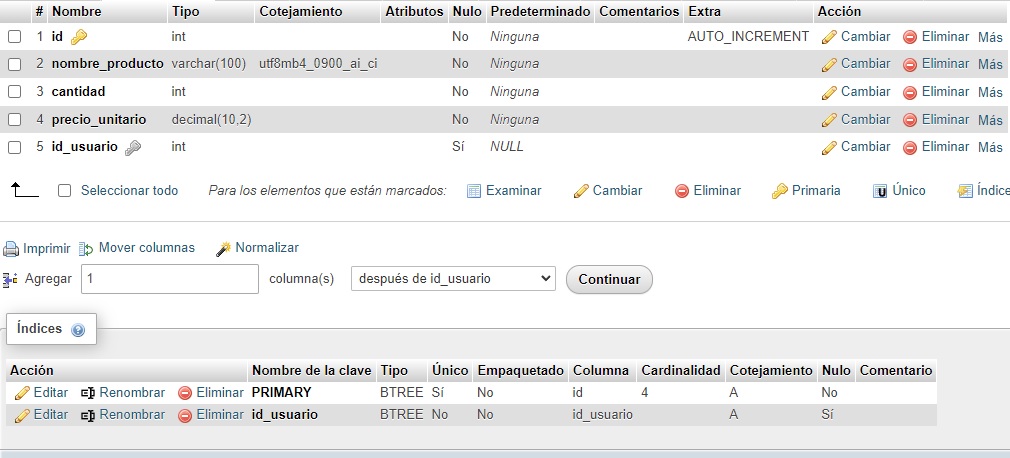 # Nombre Tipo Cotejamiento Atributos Nulo Predeterminado Comentarios Extra Acción
1 id int No Ninguna AUTO_INCREMENT Cambiar Eliminar Más
2 nombre_producto varchar(100) utf8mb4_0900_ai_ci No Ninguna Cambiar Eliminar Más
3 cantidad int No Ninguna Cambiar Eliminar Más
4 precio_unitario decimal(10,2) No Ninguna Cambiar Eliminar Más
5 id_usuario int Sí NULL Cambiar Eliminar Más
Seleccionar todo Para los elementos que están marcados: Examinar Cambiar Eliminar Primaria U Único Índice
Imprimir Mover columnas Normalizar
Agregar 1 columna(s) después de id_usuario Continuar
Índices ?
Acción Nombre de la clave Tipo Único Empaquetado Columna Cardinalidad Cotejamiento Nulo Comentario
Editar Renombrar Eliminar PRIMARY BTREE Sí No id 4 A No
Editar Renombrar Eliminar id_usuario BTREE No No id_usuario A Sí